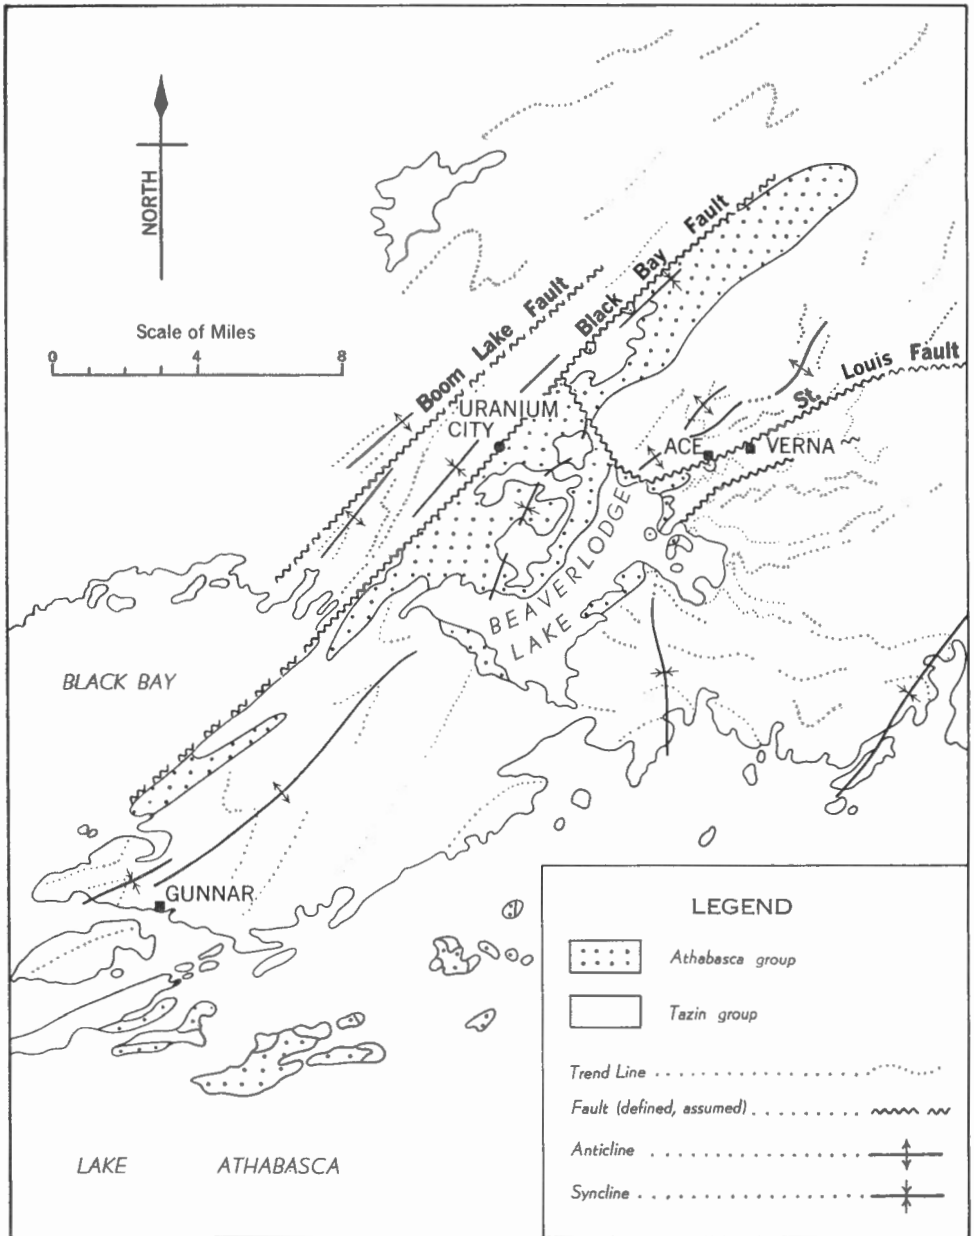 NORTH
Scale of Miles
0 4 8
Boom Lake Fault
Black Bay Fault
St. Louis Fault
URANIUM
CITY
ACE
VERNA
BEAVERLODGE
LAKE
BLACK BAY
GUNNAR
LAKE ATHABASCA
LEGEND
Athabasca group
Tazin group
Trend Line
Fault (defined, assumed)
Anticline
Syncline